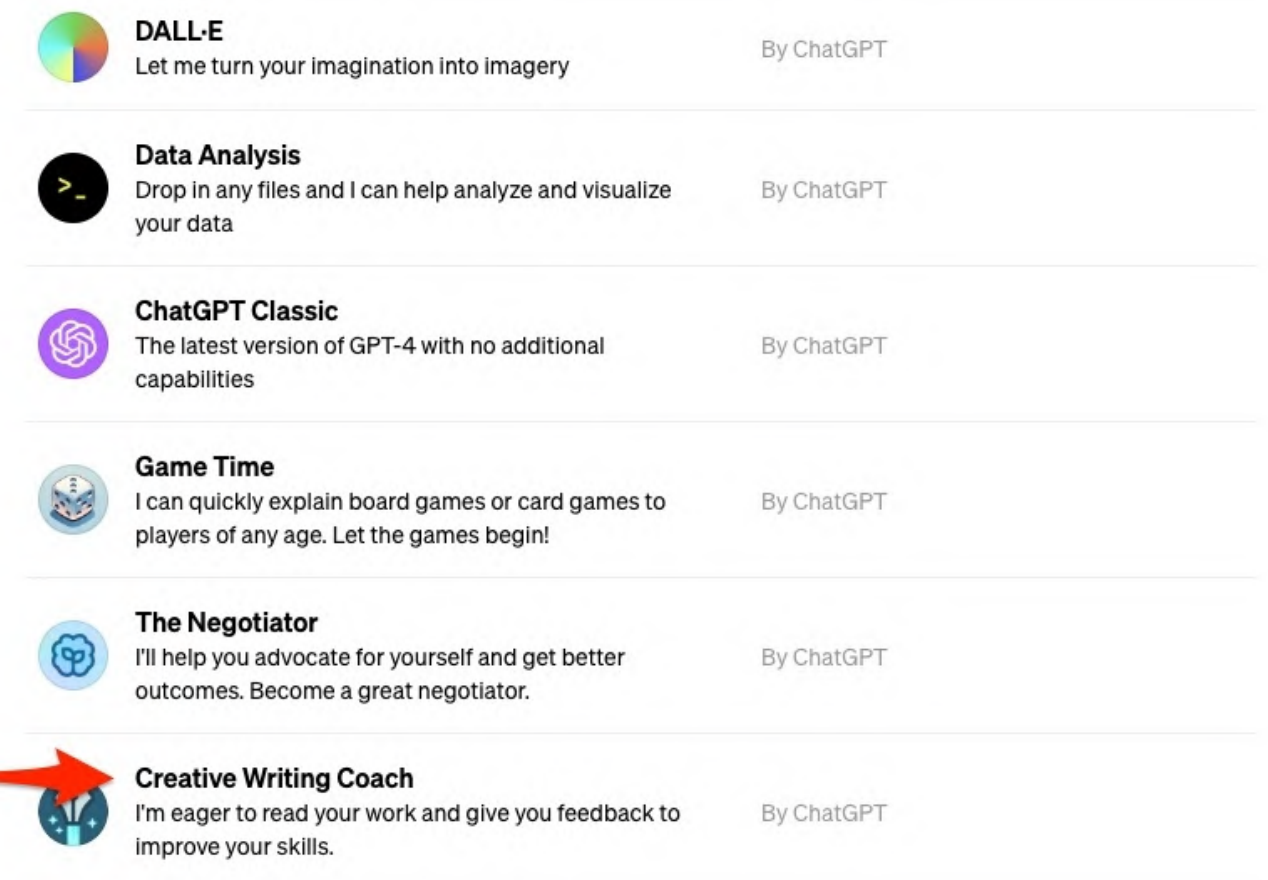 DALL·E
Let me turn your imagination into imagery
By ChatGPT
Data Analysis
Drop in any files and I can help analyze and visualize
your data
By ChatGPT
ChatGPT Classic
The latest version of GPT-4 with no additional
capabilities
By ChatGPT
Game Time
I can quickly explain board games or card games to
players of any age. Let the games begin!
By ChatGPT
The Negotiator
I'll help you advocate for yourself and get better
outcomes. Become a great negotiator.
By ChatGPT
Creative Writing Coach
I'm eager to read your work and give you feedback to
improve your skills.
By ChatGPT